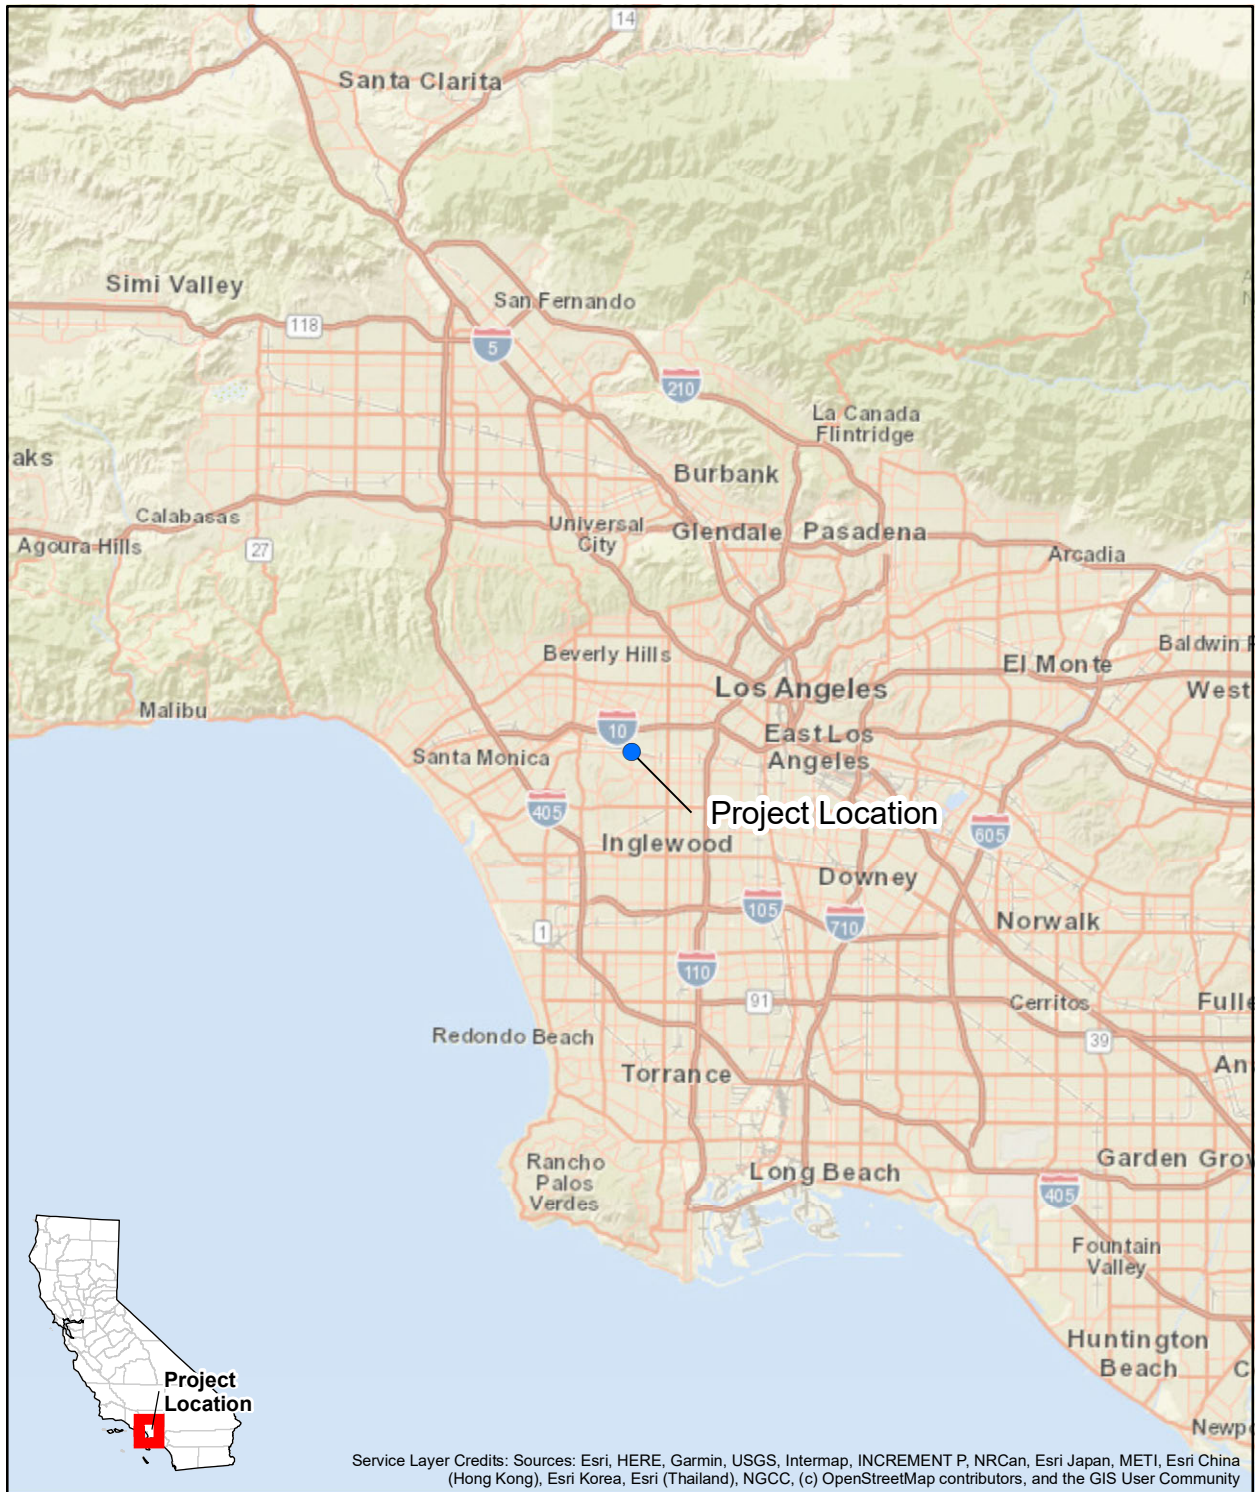 14
Santa Clarita
Simi Valley
San Fernando
118
5
210
La Canada
Flintridge
aks
Burbank
Calabasas
Universal
City
Glendale
Pasadena
Agoura Hills
27
Arcadia
Beverly Hills
Baldwin P
El Monte
Los Angeles
West
Malibu
10
East Los
Angeles
Santa Monica
405
Project Location
605
Inglewood
Downey
105
710
Norwalk
1
110
91
Cerritos
Fulle
Redondo Beach
39
Torrance
An
Rancho
Palos
Verdes
Long Beach
Garden Grov
405
Fountain
Valley
Huntington
Beach
C
Newp
Project
Location
Service Layer Credits: Sources: Esri, HERE, Garmin, USGS, Intermap, INCREMENT P, NRCan, Esri Japan, METI, Esri China
(Hong Kong), Esri Korea, Esri (Thailand), NGCC, (c) OpenStreetMap contributors, and the GIS User Community